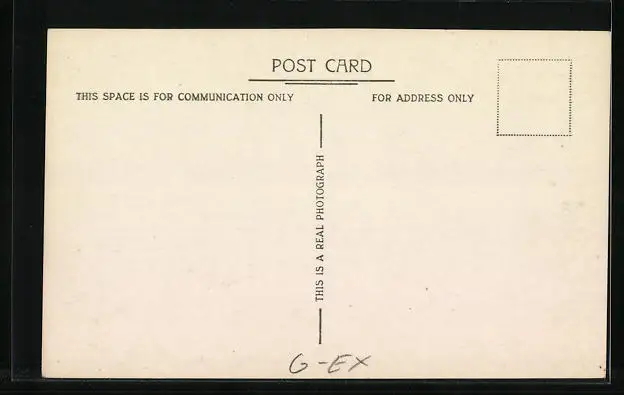 POST CARD
THIS SPACE IS FOR COMMUNICATION ONLY
FOR ADDRESS ONLY
THIS IS A REAL PHOTOGRAPH
G-EX